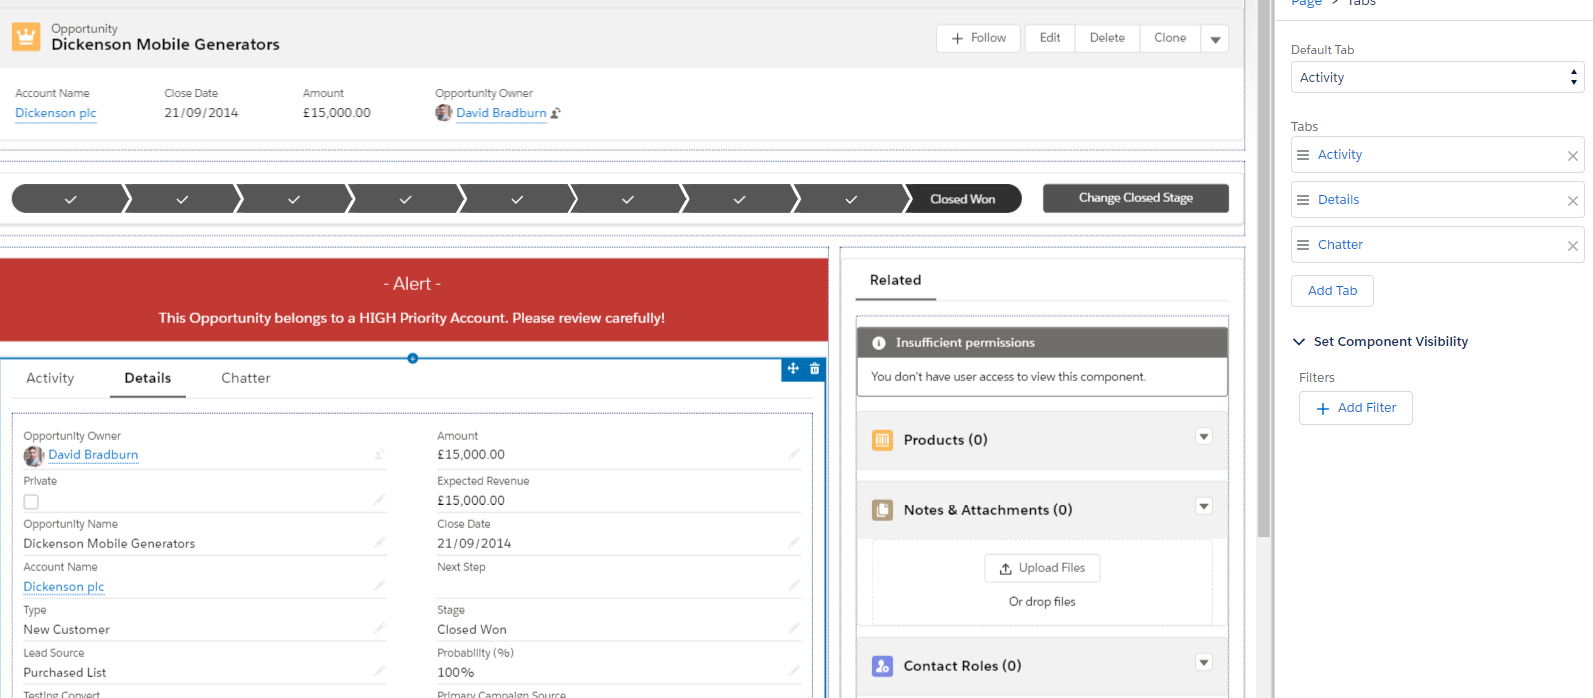 Page > Tabs
Opportunity
Dickenson Mobile Generators
Follow
Edit
Delete
Clone
Account Name
Close Date
Amount
Opportunity Owner
Dickenson plc
21/09/2014
£15,000.00
David Bradburn
Closed Won
Change Closed Stage
- Alert -
This Opportunity belongs to a HIGH Priority Account. Please review carefully!
Activity
Details
Chatter
Opportunity Owner
David Bradburn
Private
Opportunity Name
Dickenson Mobile Generators
Account Name
Dickenson plc
Type
New Customer
Lead Source
Purchased List
Testing Convert
Amount
£15,000.00
Expected Revenue
£15,000.00
Close Date
21/09/2014
Next Step
Stage
Closed Won
Probability (%)
100%
Primary Campaign Source
Related
Insufficient permissions
You don't have user access to view this component.
Products (0)
Notes & Attachments (0)
Upload Files
Or drop files
Contact Roles (0)
Default Tab
Activity
Tabs
Activity
Details
Chatter
Add Tab
Set Component Visibility
Filters
Add Filter